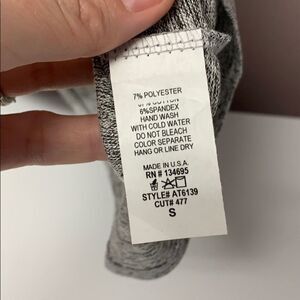 7% POLYESTER
COTTON
6%SPANDEX
HAND WASH
WITH COLD WATER
DO NOT BLEACH
COLOR SEPARATE
HANG OR LINE DRY
MADE IN U.S.A.
RN # 134695
STYLE# AT6139
CUT# 477
S